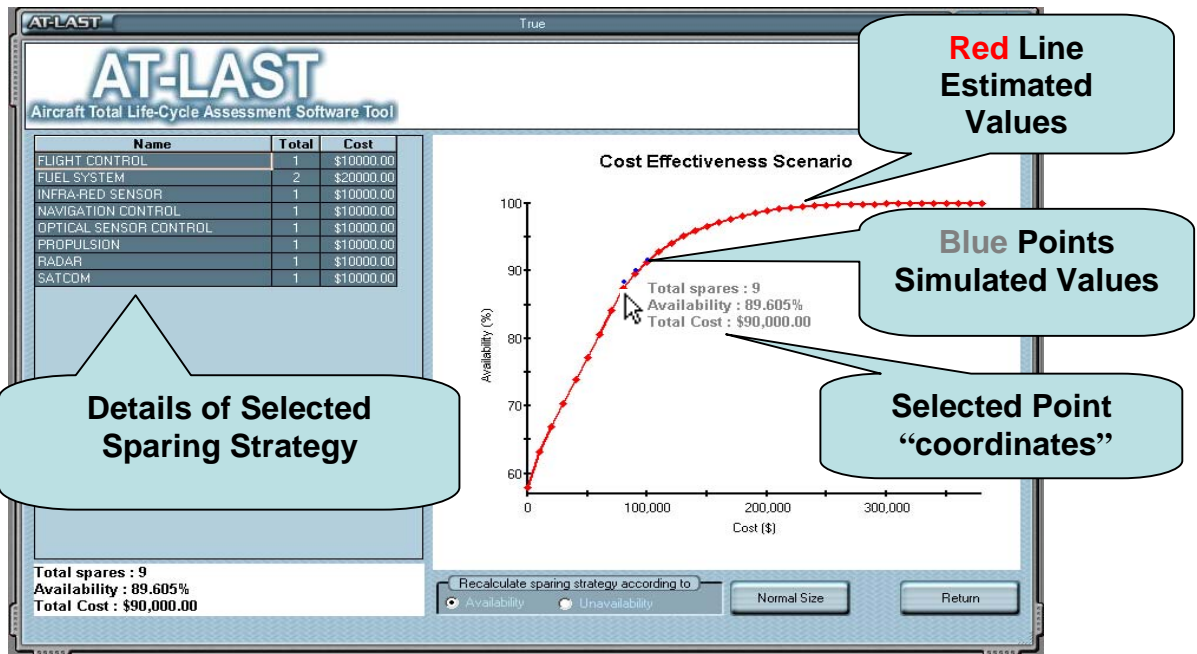 AT-LAST
True
AT-LAST
Aircraft Total Life-Cycle Assessment Software Tool
Red Line
Estimated
Values
Name Total Cost
FLIGHT CONTROL 1 $10000.00
FUEL SYSTEM 2 $20000.00
INFRA-RED SENSOR 1 $10000.00
NAVIGATION CONTROL 1 $10000.00
OPTICAL SENSOR CONTROL 1 $10000.00
PROPULSION 1 $10000.00
RADAR 1 $10000.00
SATCOM 1 $10000.00
Details of Selected
Sparing Strategy
Total spares : 9
Availability : 89.605%
Total Cost : $90,000.00
Cost Effectiveness Scenario
100
90
80
70
60
Availability (%)
Total spares : 9
Availability : 89.605%
Total Cost : $90,000.00
Blue Points
Simulated Values
Selected Point
“coordinates”
0 100,000 200,000 300,000
Cost ($)
Recalculate sparing strategy according to
Availability Unavailability
Normal Size
Return